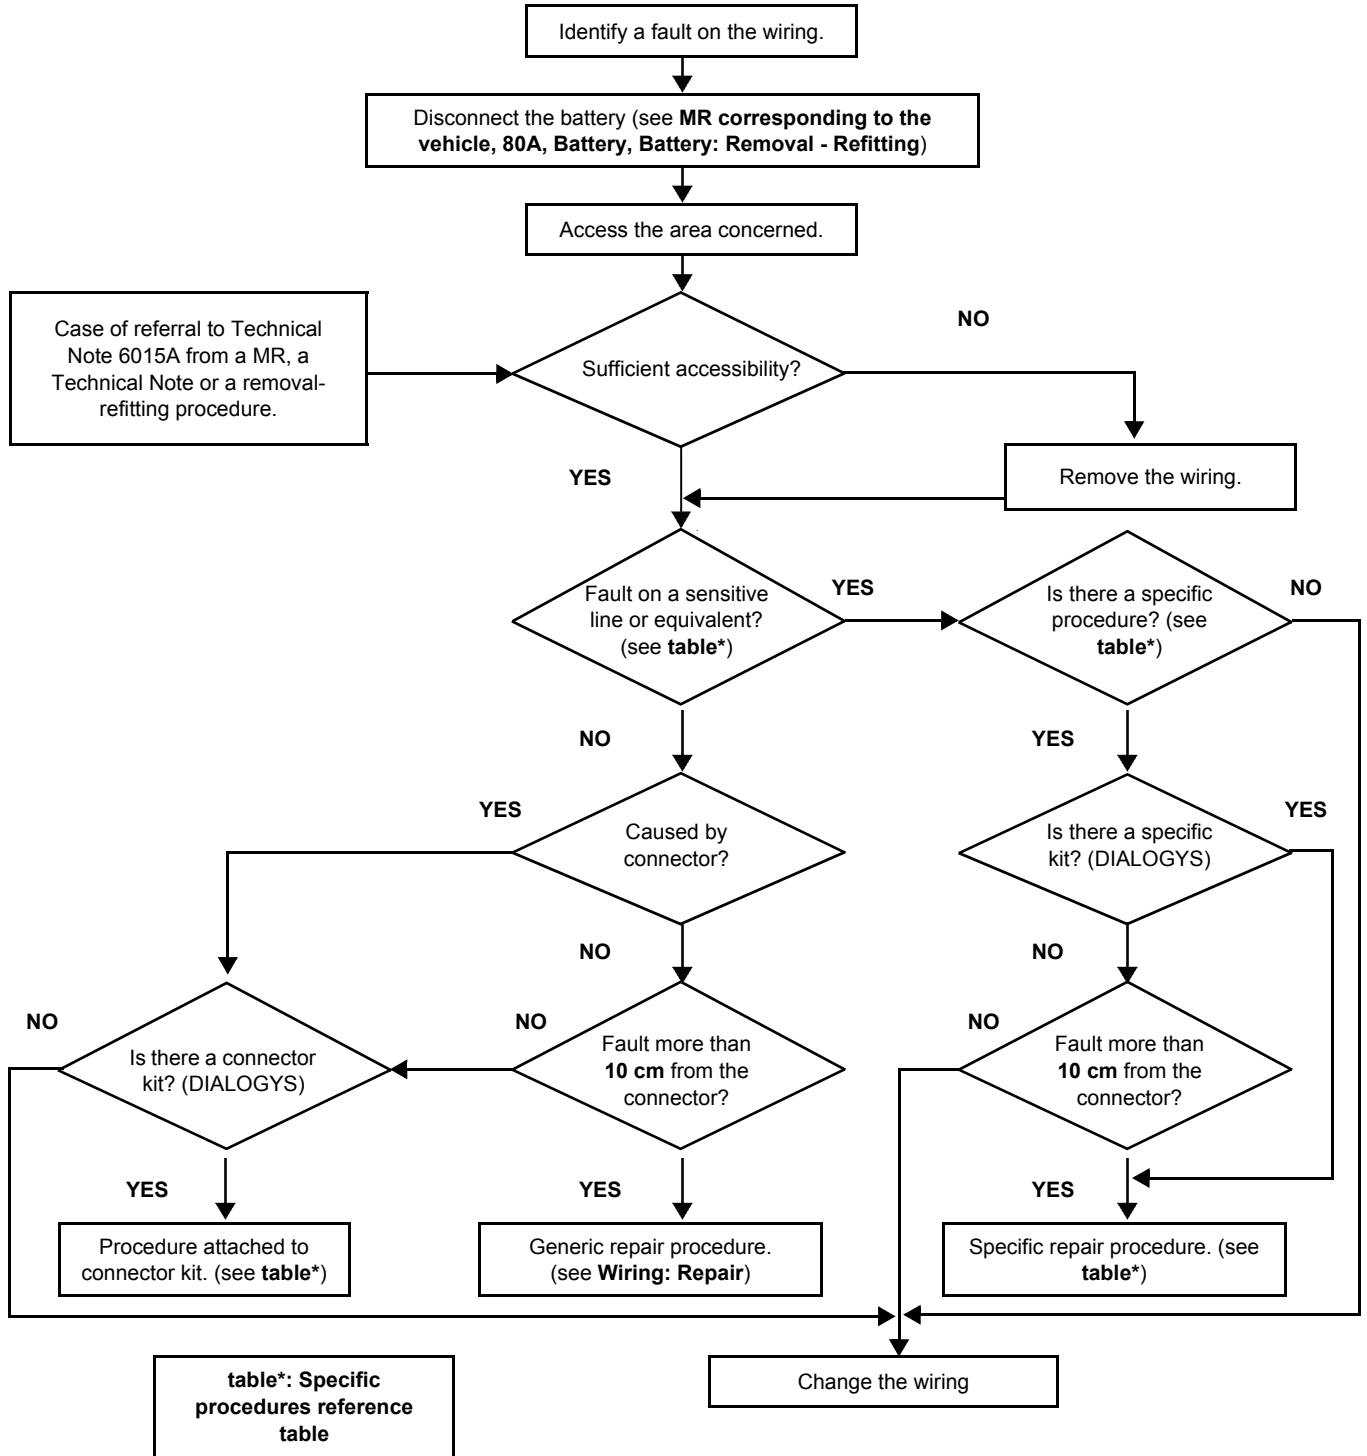 Identify a fault on the wiring.
Disconnect the battery (see MR corresponding to the
vehicle, 80A, Battery, Battery: Removal - Refitting)
Access the area concerned.
Case of referral to Technical
Note 6015A from a MR, a
Technical Note or a removal-
refitting procedure.
Sufficient accessibility?
NO
YES
Remove the wiring.
Fault on a sensitive
line or equivalent?
(see table*)
YES
Is there a specific
procedure? (see
table*)
NO
NO
YES
YES
Caused by
connector?
Is there a specific
kit? (DIALOGYS)
YES
NO
NO
NO
Is there a connector
kit? (DIALOGYS)
NO
Fault more than
10 cm from the
connector?
NO
Fault more than
10 cm from the
connector?
YES
YES
YES
Procedure attached to
connector kit. (see table*)
Generic repair procedure.
(see Wiring: Repair)
Specific repair procedure. (see
table*)
table*: Specific
procedures reference
table
Change the wiring